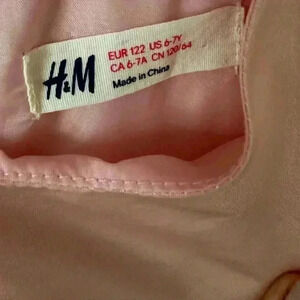 H&M
EUR 122 US 6-7Y
CA 6-7A CN 120/64
Made in China